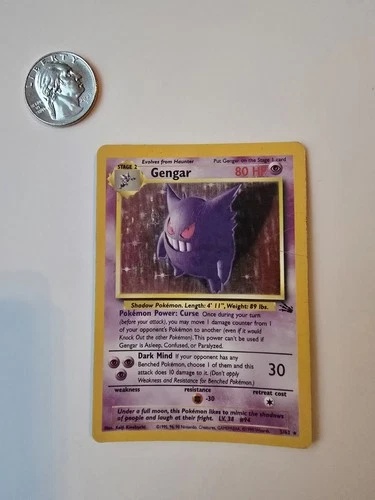 LIBERTY
Evolves from Haunter Put Gengar on the Stage 1 card
STAGE 2
Gengar 80 HP
Shadow Pokémon. Length: 4' 11", Weight: 89 lbs.
Pokémon Power: Curse Once during your turn
(before your attack), you may move 1 damage counter from 1
of your opponent's Pokémon to another (even if it would
Knock Out the other Pokémon). This power can't be used if
Gengar is Asleep, Confused, or Paralyzed.
Dark Mind If your opponent has any
Benched Pokémon, choose 1 of them and this
attack does 10 damage to it. (Don't apply
Weakness and Resistance for Benched Pokémon.)
30
weakness resistance retreat cost
-30
Under a full moon, this Pokémon likes to mimic the shadows
of people and laugh at their fright. LV. 38 #94
5/62